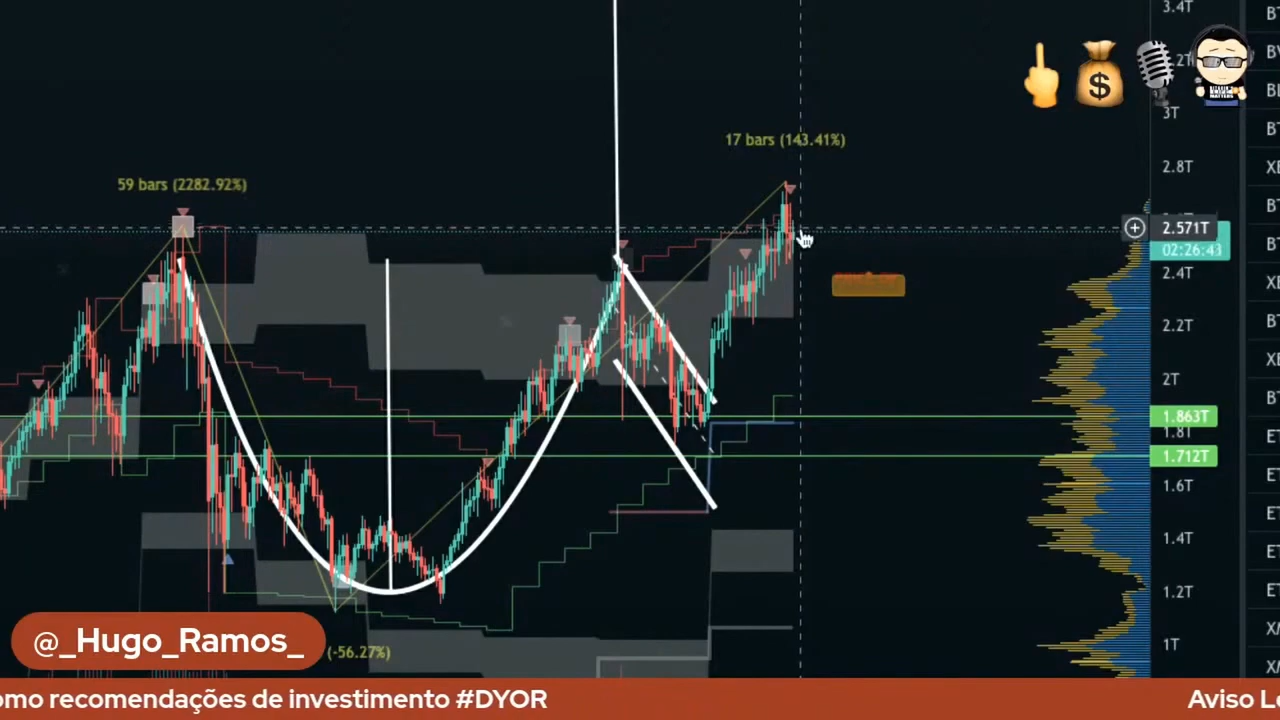 3.4T
3T
17 bars (143.41%)
2.8T
59 bars (2282.92%)
2.571T
02:26:43
2.4T
2.2T
2T
1.863T
1.8T
1.712T
1.6T
1.4T
1.2T
1T
@_Hugo_Ramos_
(-56.27%)
omo recomendações de investimento #DYOR
Aviso Le